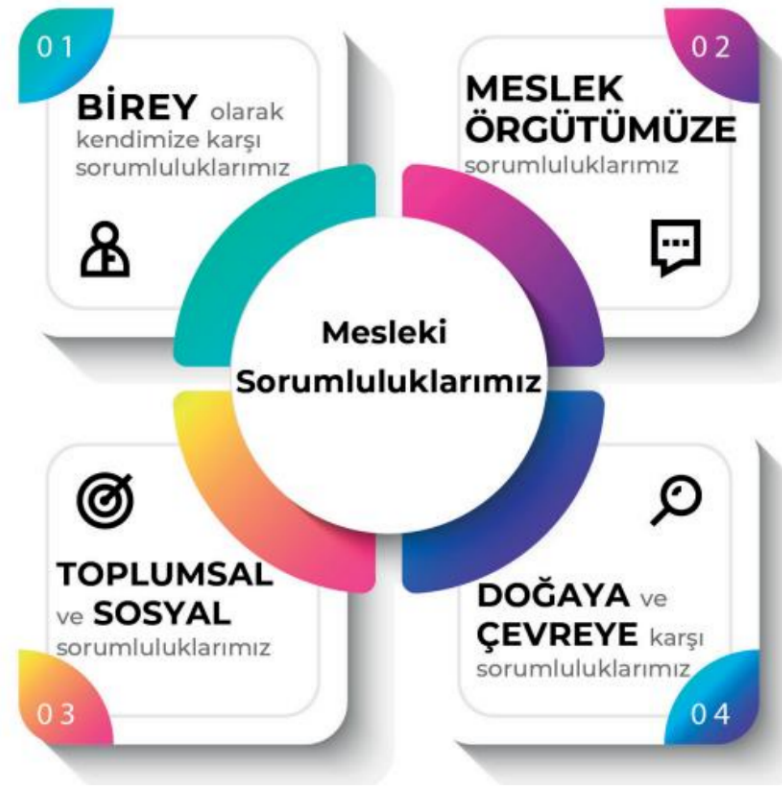 01
BİREY olarak
kendimize karşı
sorumluluklarımız
02
MESLEK
ÖRGÜTÜMÜZE
sorumluluklarımız
Mesleki
Sorumluluklarımız
TOPLUMSAL
ve SOSYAL
sorumluluklarımız
03
DOĞAYA ve
ÇEVREYE karşı
sorumluluklarımız
04